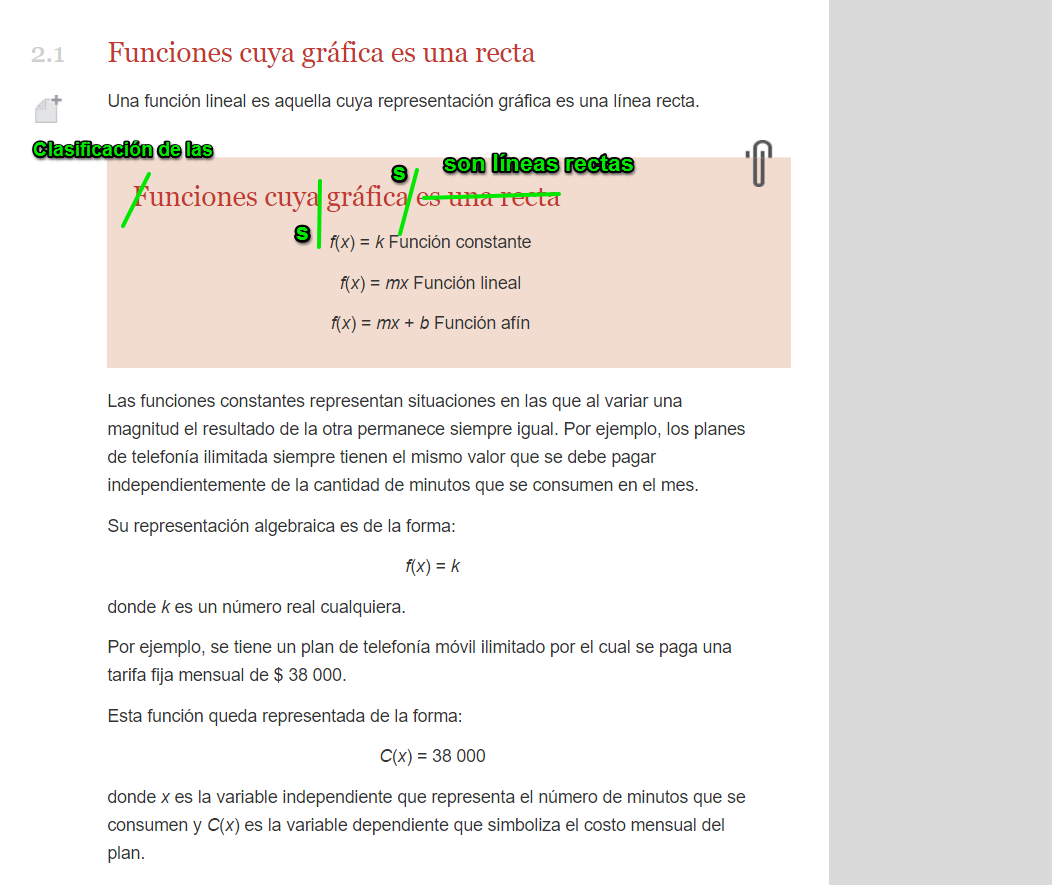 2.1 Funciones cuya gráfica es una recta
Una función lineal es aquella cuya representación gráfica es una línea recta.
Clasificación de las
s son líneas rectas
Funciones cuya gráfica es una recta
s
f(x) = k Función constante
f(x) = mx Función lineal
f(x) = mx + b Función afín
Las funciones constantes representan situaciones en las que al variar una
magnitud el resultado de la otra permanece siempre igual. Por ejemplo, los planes
de telefonía ilimitada siempre tienen el mismo valor que se debe pagar
independientemente de la cantidad de minutos que se consumen en el mes.
Su representación algebraica es de la forma:
f(x) = k
donde k es un número real cualquiera.
Por ejemplo, se tiene un plan de telefonía móvil ilimitado por el cual se paga una
tarifa fija mensual de $ 38 000.
Esta función queda representada de la forma:
C(x) = 38 000
donde x es la variable independiente que representa el número de minutos que se
consumen y C(x) es la variable dependiente que simboliza el costo mensual del
plan.